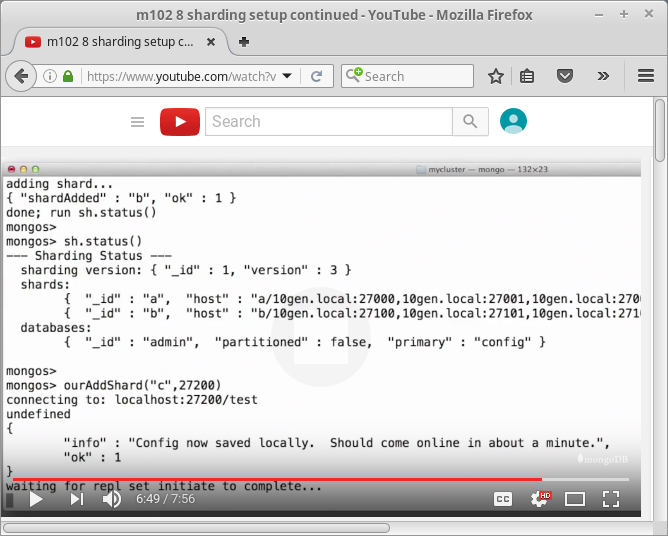 m102 8 sharding setup continued - YouTube - Mozilla Firefox
m102 8 sharding setup c...
https://www.youtube.com/watch?v
Search
Search
mycluster — mongo — 132×23
adding shard...
{ "shardAdded" : "b", "ok" : 1 }
done; run sh.status()
mongos>
mongos> sh.status()
--- Sharding Status ---
sharding version: { "_id" : 1, "version" : 3 }
shards:
{ "_id" : "a", "host" : "a/10gen.local:27000,10gen.local:27001,10gen.local:2700
{ "_id" : "b", "host" : "b/10gen.local:27100,10gen.local:27101,10gen.local:2710
databases:
{ "_id" : "admin", "partitioned" : false, "primary" : "config" }
mongos>
mongos> ourAddShard("c",27200)
connecting to: localhost:27200/test
undefined
{
"info" : "Config now saved locally. Should come online in about a minute.",
"ok" : 1
}
mongoDB
waiting for repl set initiate to complete...
6:49 / 7:56
CC
HD